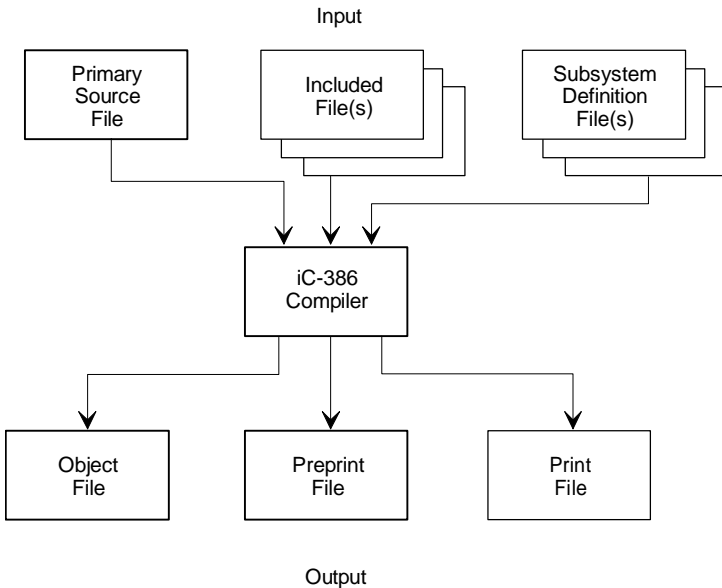 Input
Primary
Source
File
Included
File(s)
Subsystem
Definition
File(s)
iC-386
Compiler
Object
File
Preprint
File
Print
File
Output